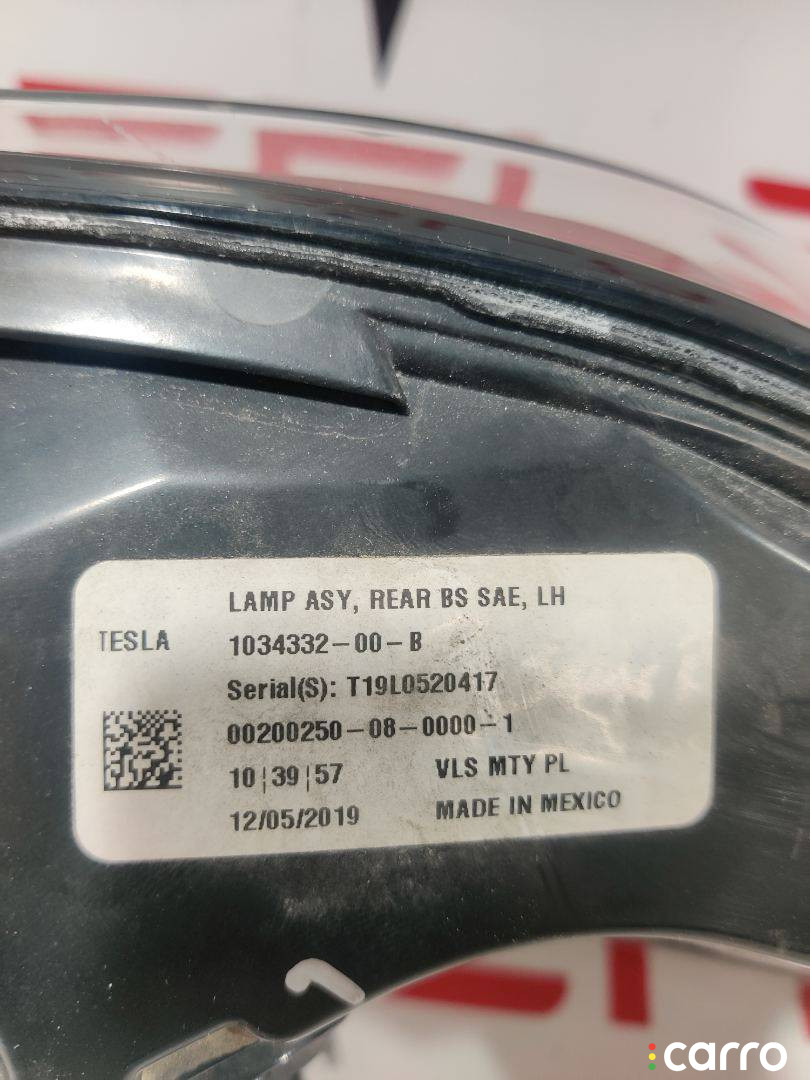 LAMP ASY, REAR BS SAE, LH
TESLA 1034332-00-B
Serial(S): T19L0520417
00200250-08-0000-1
10¦39¦57 VLS MTY PL
12/05/2019 MADE IN MEXICO
carro